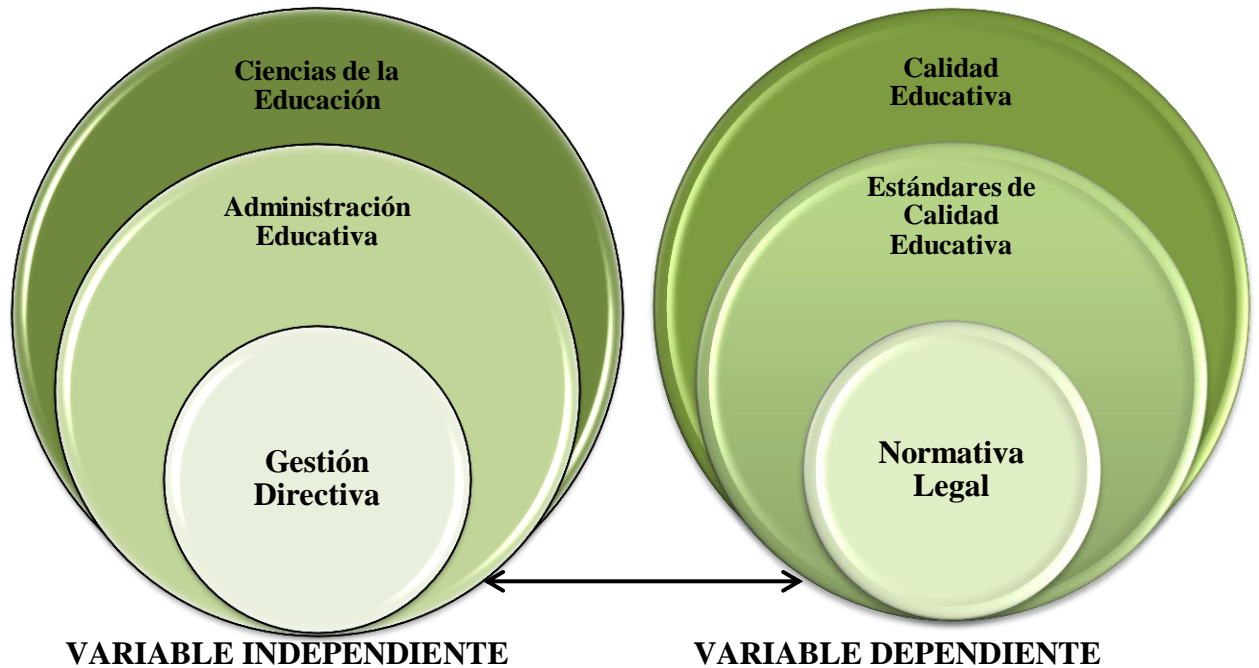 Ciencias de la
Educación
Administración
Educativa
Gestión
Directiva
VARIABLE INDEPENDIENTE
Calidad
Educativa
Estándares de
Calidad
Educativa
Normativa
Legal
VARIABLE DEPENDIENTE